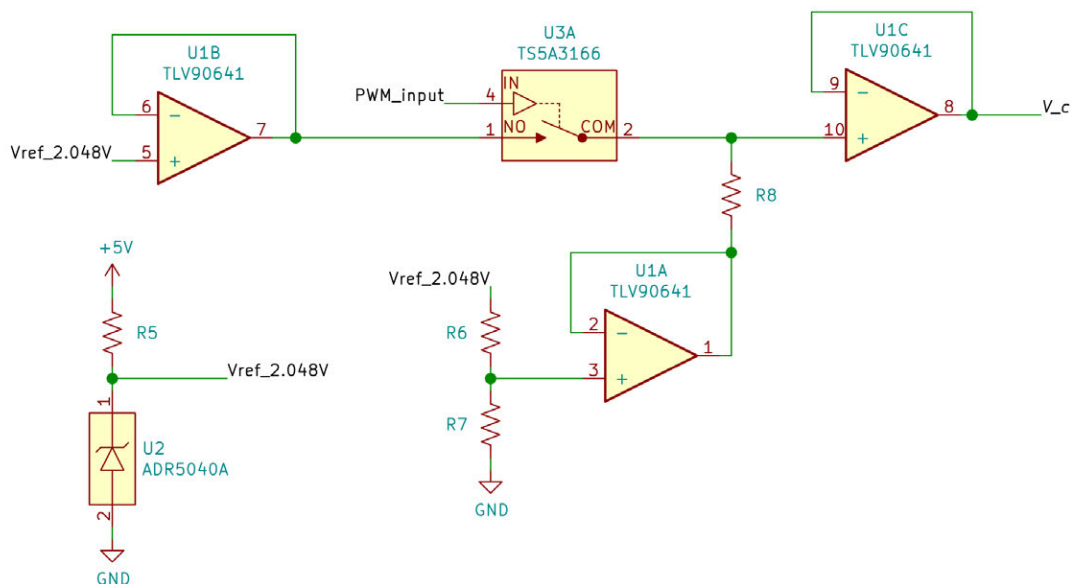 U1B
TLV90641
6
−
7
Vref_2.048V
5
+
U3A
TS5A3166
PWM_input
4
IN
1
NO
COM
2
U1C
TLV90641
9
−
8
V_c
10
+
R8
+5V
R5
Vref_2.048V
1
U2
ADR5040A
2
GND
Vref_2.048V
R6
R7
GND
U1A
TLV90641
2
−
1
3
+